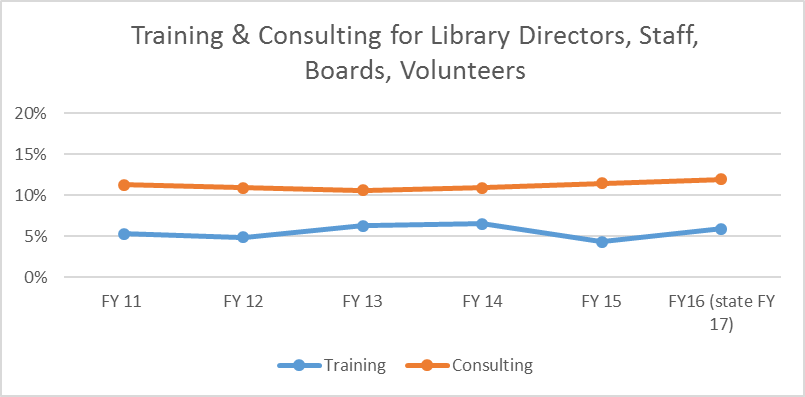 Training & Consulting for Library Directors, Staff,
Boards, Volunteers
20%
15%
10%
5%
0%
FY 11
FY 12
FY 13
FY 14
FY 15
FY16 (state FY
17)
Training
Consulting